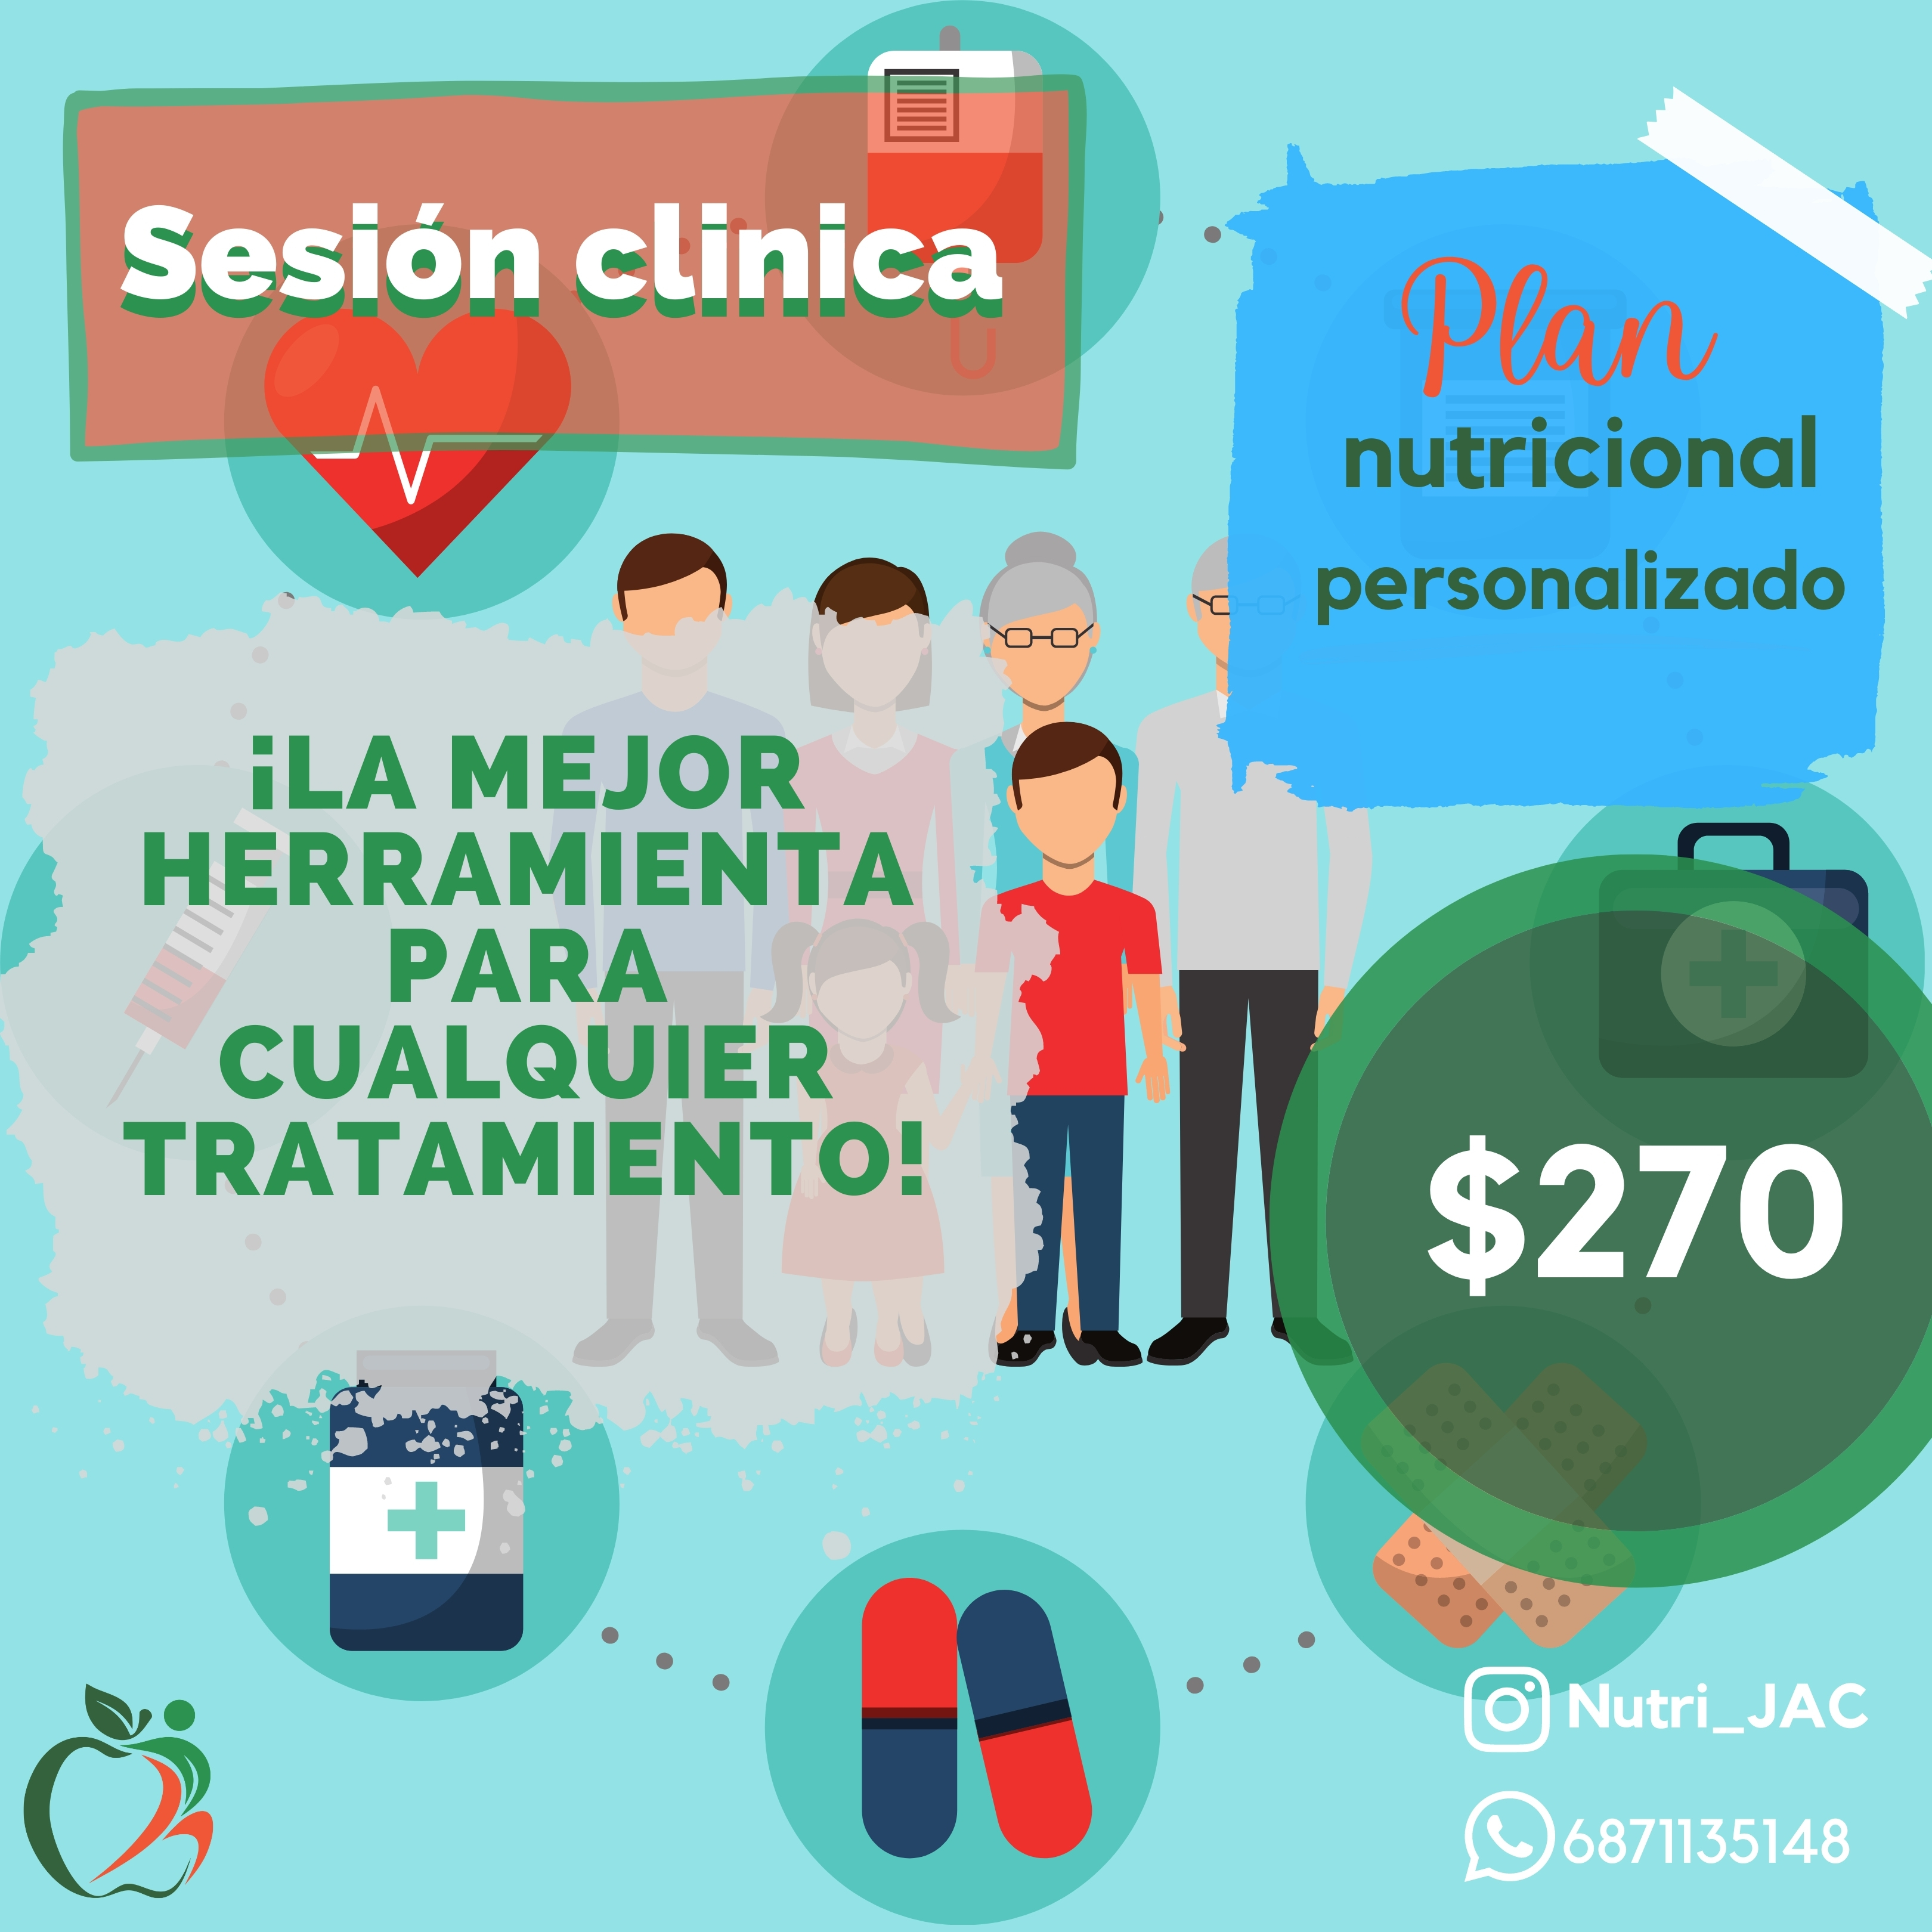 Sesión clinica
Plan
nutricional
personalizado
¡LA MEJOR
HERRAMIENTA
PARA
CUALQUIER
TRATAMIENTO!
$270
Nutri_JAC
6871135148